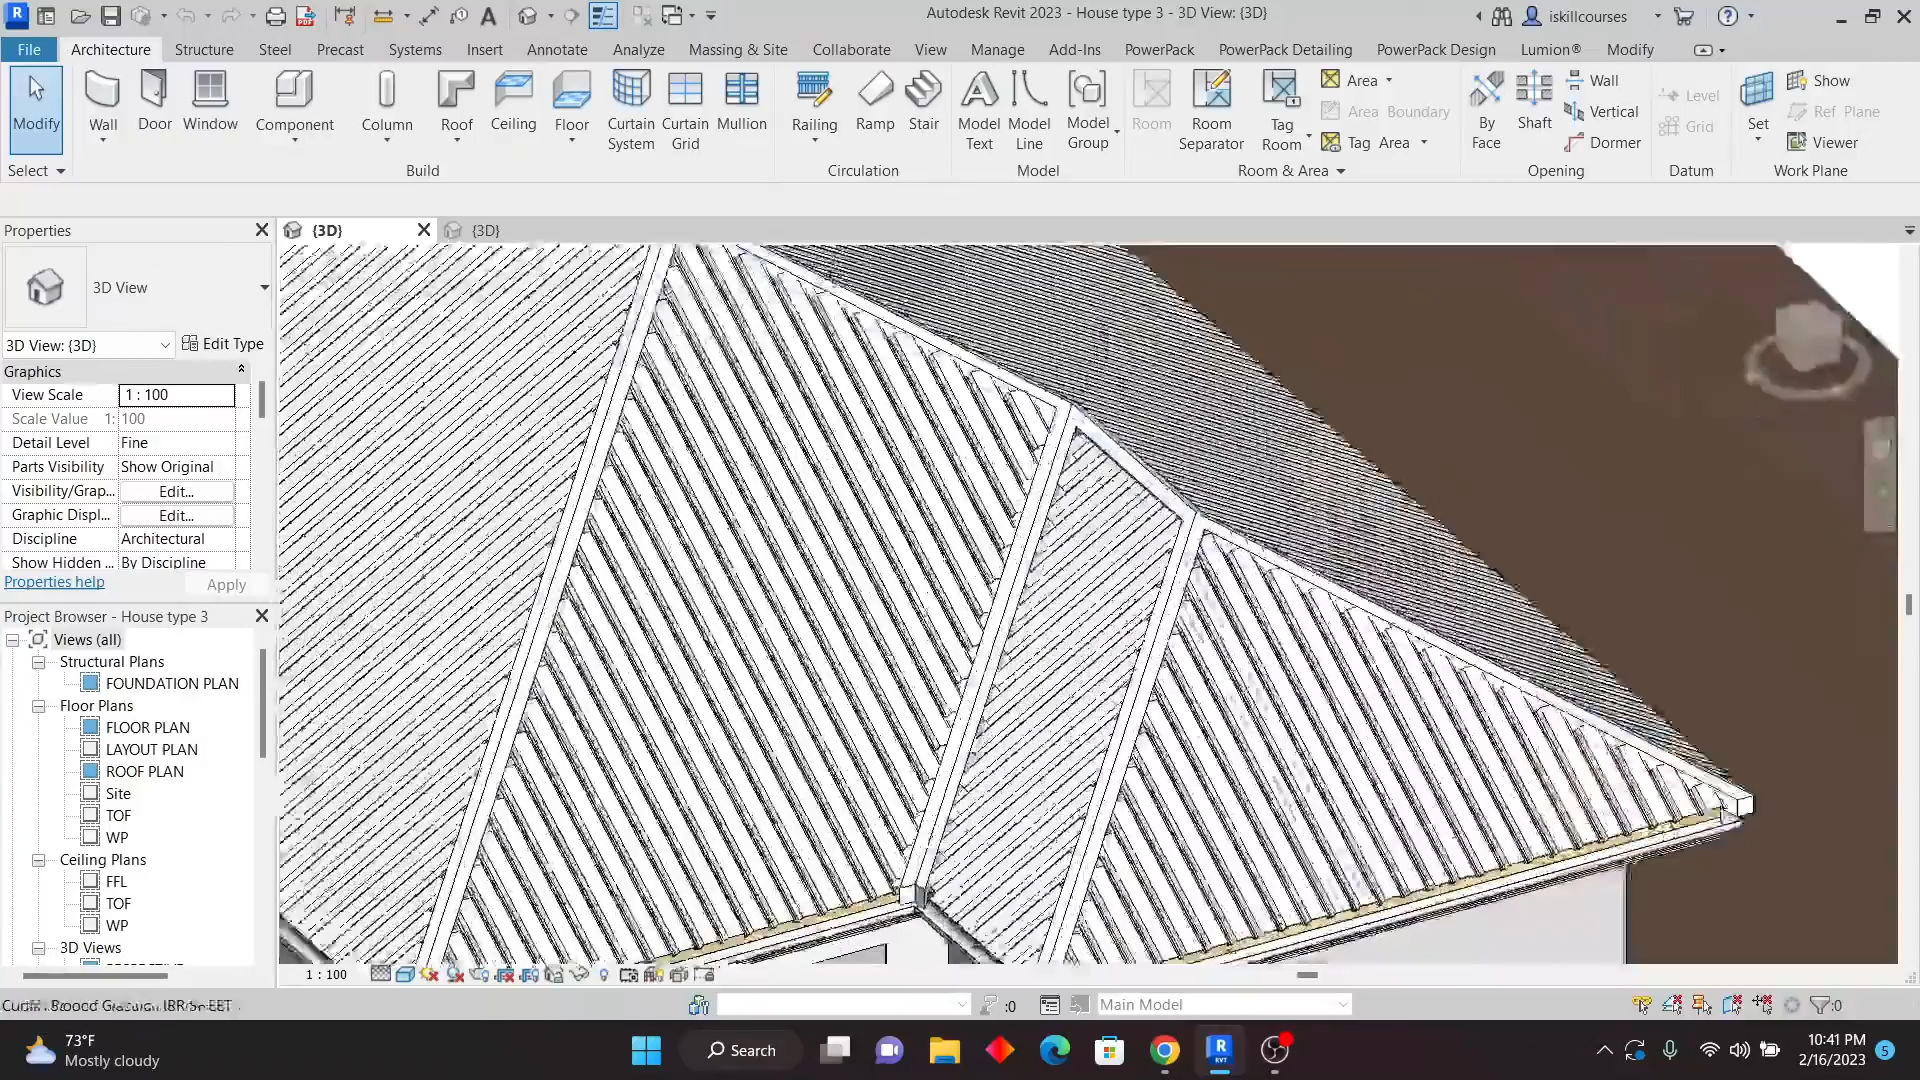 Autodesk Revit 2023 - House type 3 - 3D View: {3D}
iskillcourses
File Architecture Structure Steel Precast Systems Insert Annotate Analyze Massing & Site Collaborate View Manage Add-Ins PowerPack PowerPack Detailing PowerPack Design Lumion® Modify
Modify
Wall
Door
Window
Component
Column
Roof
Ceiling
Floor
Curtain System
Curtain Grid
Mullion
Railing
Ramp
Stair
Model Text
Model Line
Model Group
Room
Room Separator
Tag Room
Area
Area Boundary
Tag Area
By Face
Shaft
Wall
Vertical
Dormer
Level
Grid
Set
Show
Ref Plane
Viewer
Select
Build
Circulation
Model
Room & Area
Opening
Datum
Work Plane
Properties
{3D}
{3D}
3D View
3D View: {3D}
Edit Type
Graphics
View Scale 1 : 100
Scale Value 1: 100
Detail Level Fine
Parts Visibility Show Original
Visibility/Grap... Edit...
Graphic Displ... Edit...
Discipline Architectural
Show Hidden ... By Discipline
Properties help
Apply
Project Browser - House type 3
Views (all)
Structural Plans
FOUNDATION PLAN
Floor Plans
FLOOR PLAN
LAYOUT PLAN
ROOF PLAN
Site
TOF
WP
Ceiling Plans
FFL
TOF
WP
3D Views
1 : 100
:0
Main Model
:0
73°F
Mostly cloudy
Search
10:41 PM
2/16/2023
5